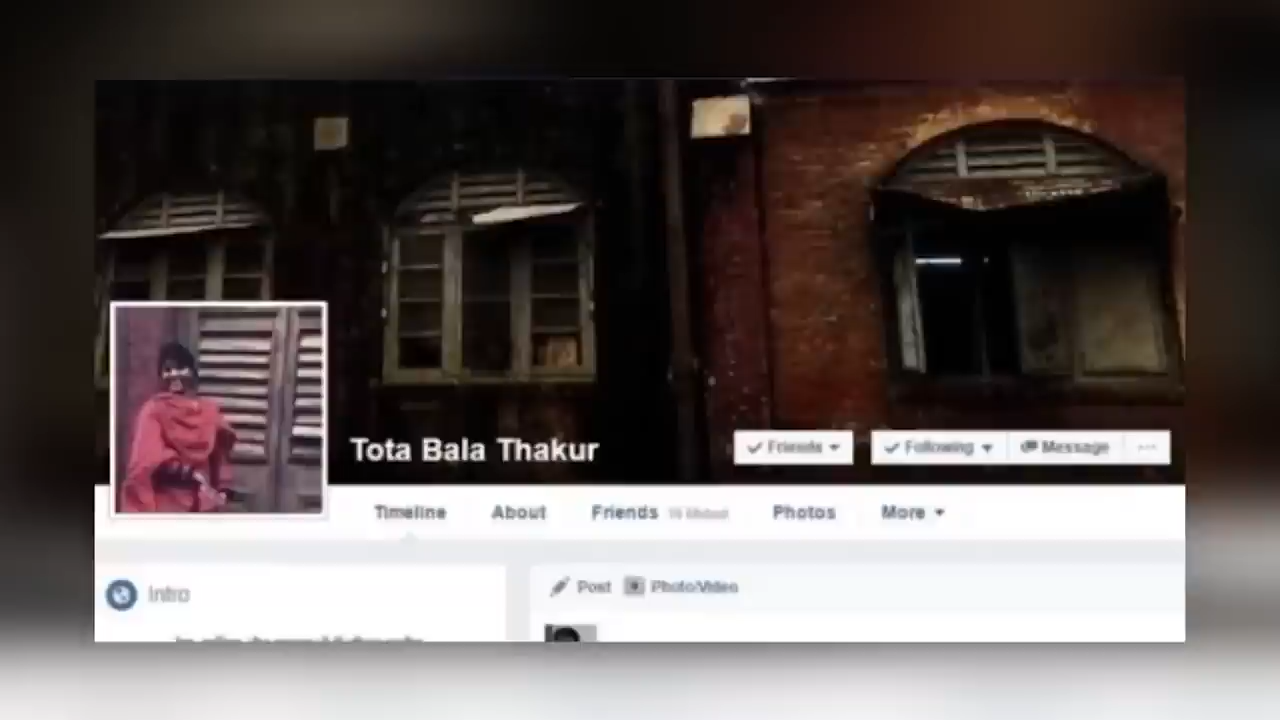 Tota Bala Thakur
Friends
Following Message ...
Timeline About Friends Photos More
Post Photo/Video
Intro